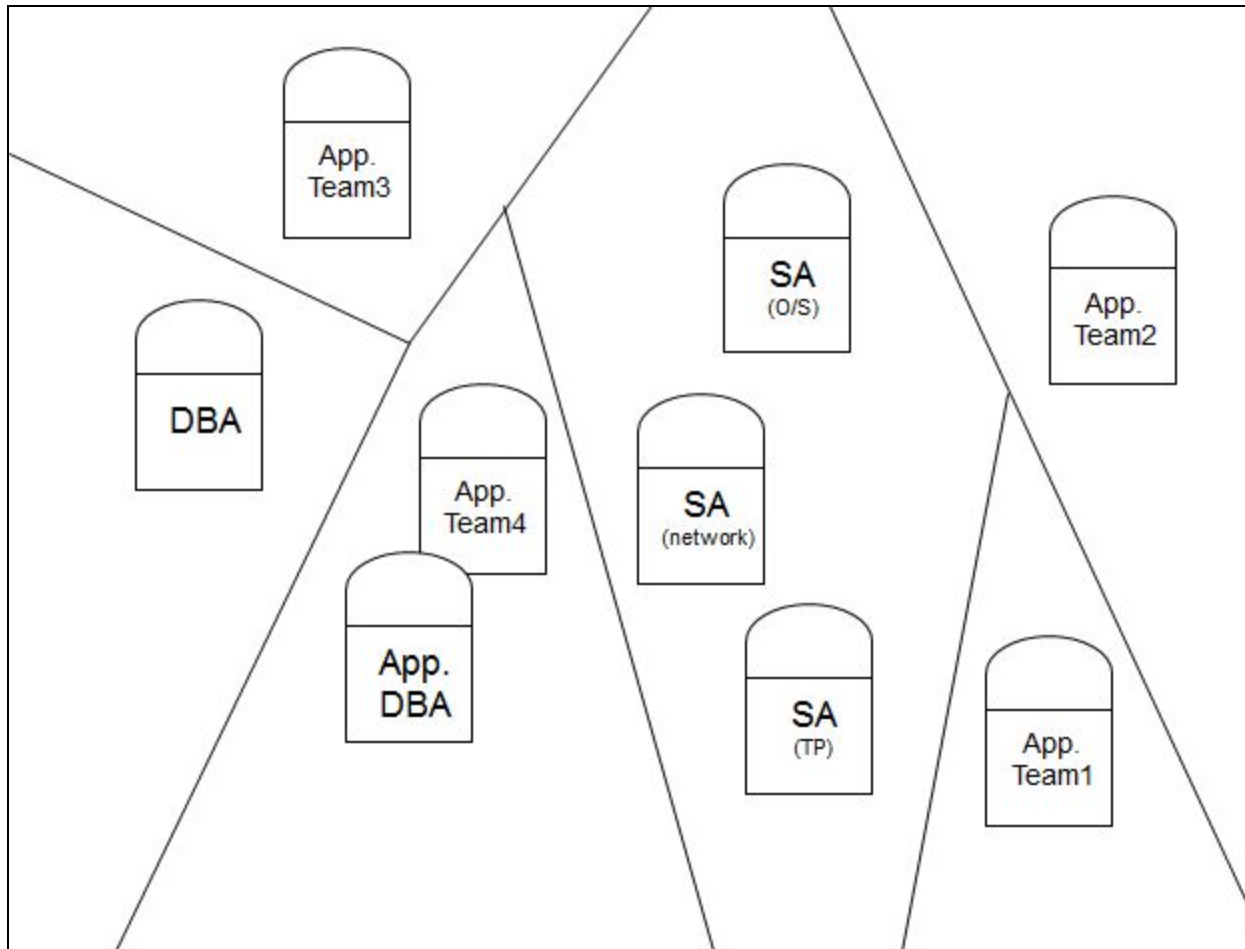 App.
Team3
SA
(O/S)
App.
Team2
DBA
App.
Team4
SA
(network)
App.
DBA
SA
(TP)
App.
Team1